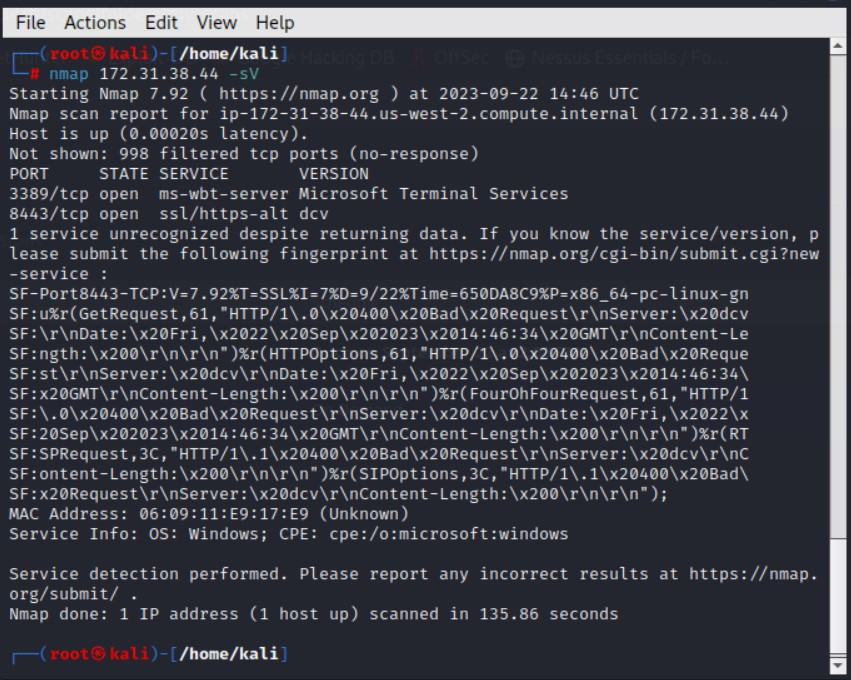 File Actions Edit View Help
┌──(root㉿kali)-[/home/kali]
└─# nmap 172.31.38.44 -sV
Starting Nmap 7.92 ( https://nmap.org ) at 2023-09-22 14:46 UTC
Nmap scan report for ip-172-31-38-44.us-west-2.compute.internal (172.31.38.44)
Host is up (0.00020s latency).
Not shown: 998 filtered tcp ports (no-response)
PORT     STATE SERVICE       VERSION
3389/tcp open  ms-wbt-server Microsoft Terminal Services
8443/tcp open  ssl/https-alt dcv
1 service unrecognized despite returning data. If you know the service/version, p
lease submit the following fingerprint at https://nmap.org/cgi-bin/submit.cgi?new
-service :
SF-Port8443-TCP:V=7.92%T=SSL%I=7%D=9/22%Time=650DA8C9%P=x86_64-pc-linux-gn
SF:u%r(GetRequest,61,"HTTP/1\.0\x20400\x20Bad\x20Request\r\nServer:\x20dcv
SF:\r\nDate:\x20Fri,\x2022\x20Sep\x202023\x2014:46:34\x20GMT\r\nContent-Le
SF:ngth:\x200\r\n\r\n")%r(HTTPOptions,61,"HTTP/1\.0\x20400\x20Bad\x20Reque
SF:st\r\nServer:\x20dcv\r\nDate:\x20Fri,\x2022\x20Sep\x202023\x2014:46:34\
SF:x20GMT\r\nContent-Length:\x200\r\n\r\n")%r(FourOhFourRequest,61,"HTTP/1
SF:\.0\x20400\x20Bad\x20Request\r\nServer:\x20dcv\r\nDate:\x20Fri,\x2022\x
SF:20Sep\x202023\x2014:46:34\x20GMT\r\nContent-Length:\x200\r\n\r\n")%r(RT
SF:SPRequest,3C,"HTTP/1\.1\x20400\x20Bad\x20Request\r\nServer:\x20dcv\r\nC
SF:ontent-Length:\x200\r\n\r\n")%r(SIPOptions,3C,"HTTP/1\.1\x20400\x20Bad\
SF:x20Request\r\nServer:\x20dcv\r\nContent-Length:\x200\r\n\r\n");
MAC Address: 06:09:11:E9:17:E9 (Unknown)
Service Info: OS: Windows; CPE: cpe:/o:microsoft:windows
Service detection performed. Please report any incorrect results at https://nmap.
org/submit/ .
Nmap done: 1 IP address (1 host up) scanned in 135.86 seconds
┌──(root㉿kali)-[/home/kali]